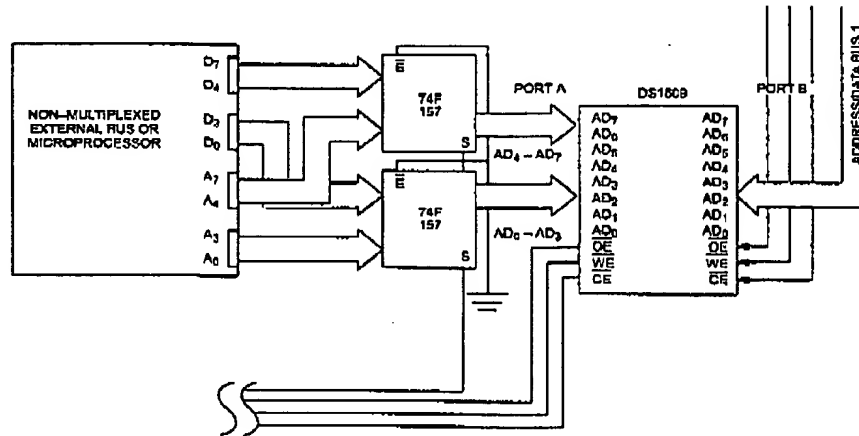 NON-MULTIPLEXED
EXTERNAL BUS OR
MICROPROCESSOR
D7
D4
D3
D0
A7
A4
A3
A0
E
74F
157
S
E
74F
157
S
PORT A
AD4 – AD7
AD0 – AD3
DS1609
AD7
AD6
AD5
AD4
AD3
AD2
AD1
AD0
OE
WE
CE
AD7
AD6
AD5
AD4
AD3
AD2
AD1
AD0
OE
WE
CE
PORT B
ADDRESS/DATA BUS 1